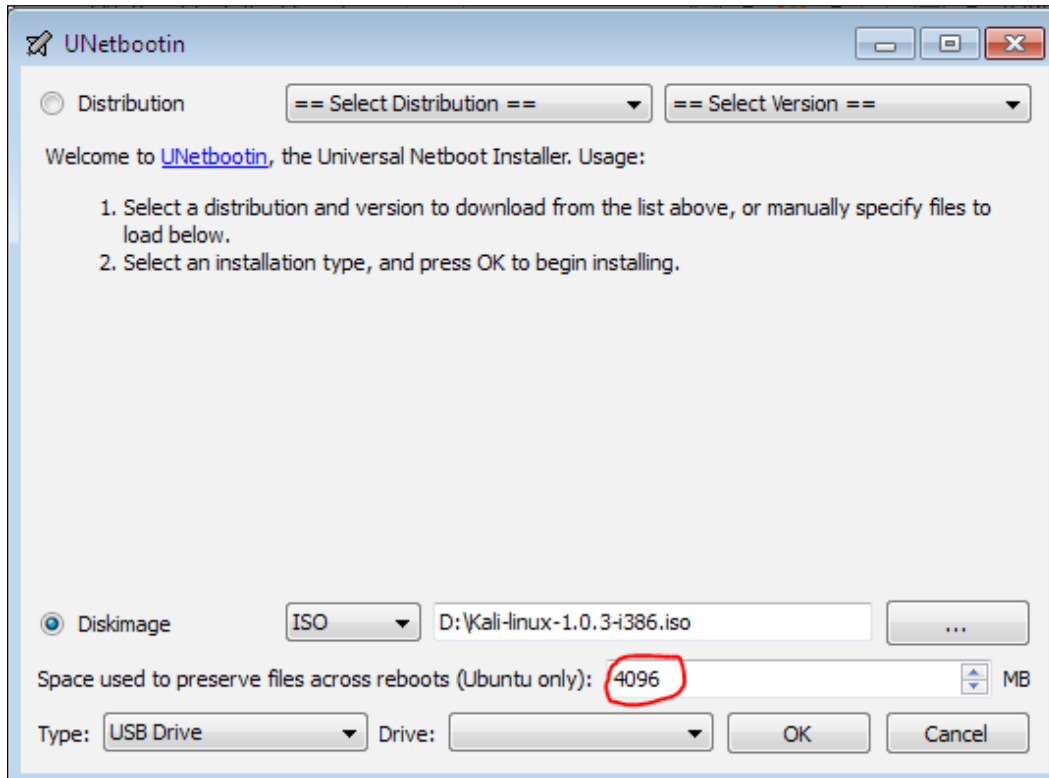 UNetbootin
Distribution == Select Distribution == == Select Version ==
Welcome to UNetbootin, the Universal Netboot Installer. Usage:
1. Select a distribution and version to download from the list above, or manually specify files to
load below.
2. Select an installation type, and press OK to begin installing.
Diskimage ISO D:\Kali-linux-1.0.3-i386.iso ...
Space used to preserve files across reboots (Ubuntu only): 4096 MB
Type: USB Drive Drive: OK Cancel